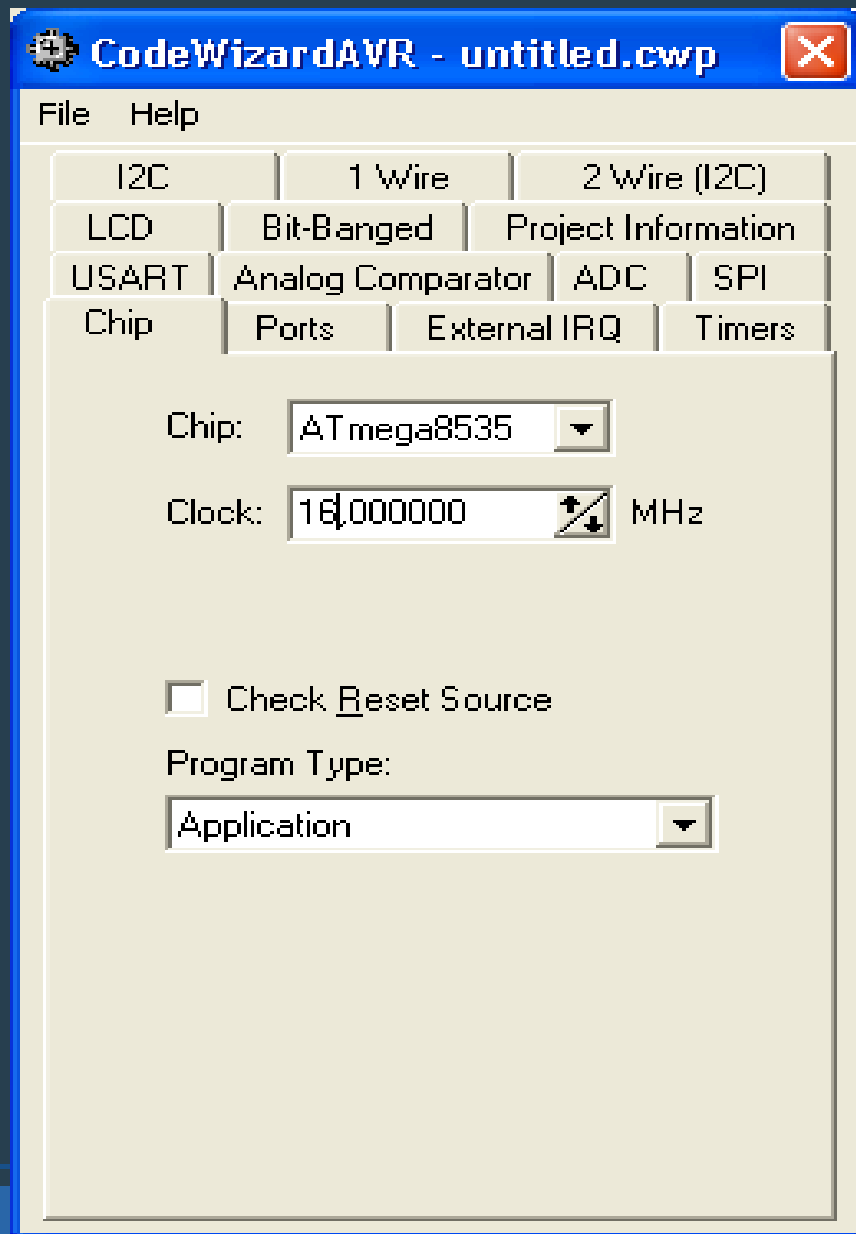 CodeWizardAVR - untitled.cwp
File Help
I2C 1 Wire 2 Wire (I2C)
LCD Bit-Banged Project Information
USART Analog Comparator ADC SPI
Chip Ports External IRQ Timers
Chip: ATmega8535
Clock: 16.000000 MHz
Check Reset Source
Program Type:
Application